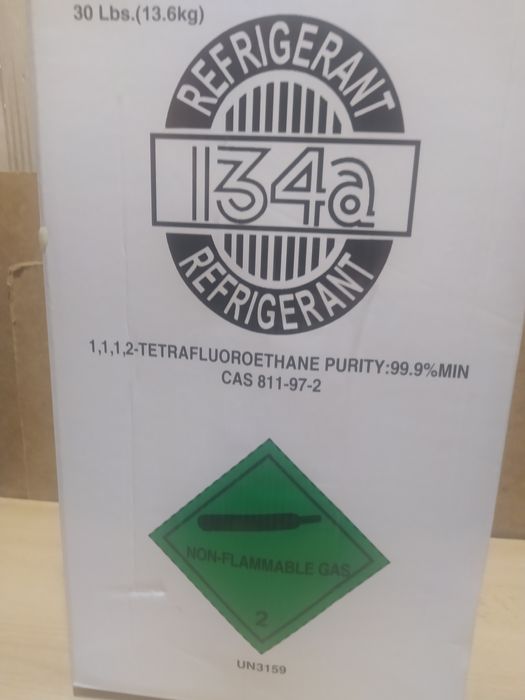 30 Lbs.(13.6kg)
REFRIGERANT
134a
REFRIGERANT
1,1,1,2-TETRAFLUOROETHANE PURITY:99.9%MIN
CAS 811-97-2
NON-FLAMMABLE GAS
2
UN3159